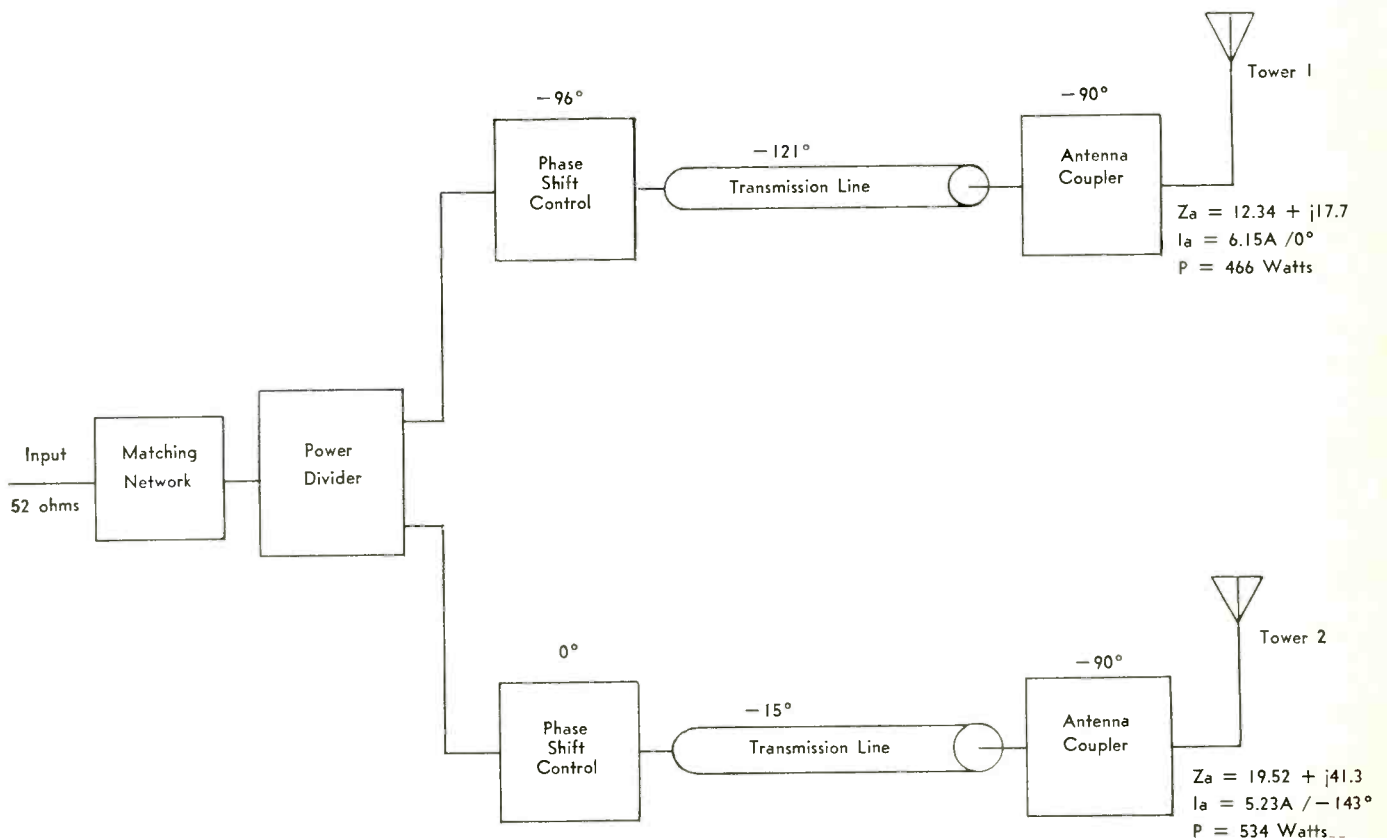 Tower 1
−96°
−90°
Phase
Shift
Control
−121°
Transmission Line
Antenna
Coupler
Za = 12.34 + j17.7
Ia = 6.15A /0°
P = 466 Watts
Input
52 ohms
Matching
Network
Power
Divider
Tower 2
0°
−90°
Phase
Shift
Control
−15°
Transmission Line
Antenna
Coupler
Za = 19.52 + j41.3
Ia = 5.23A /−143°
P = 534 Watts